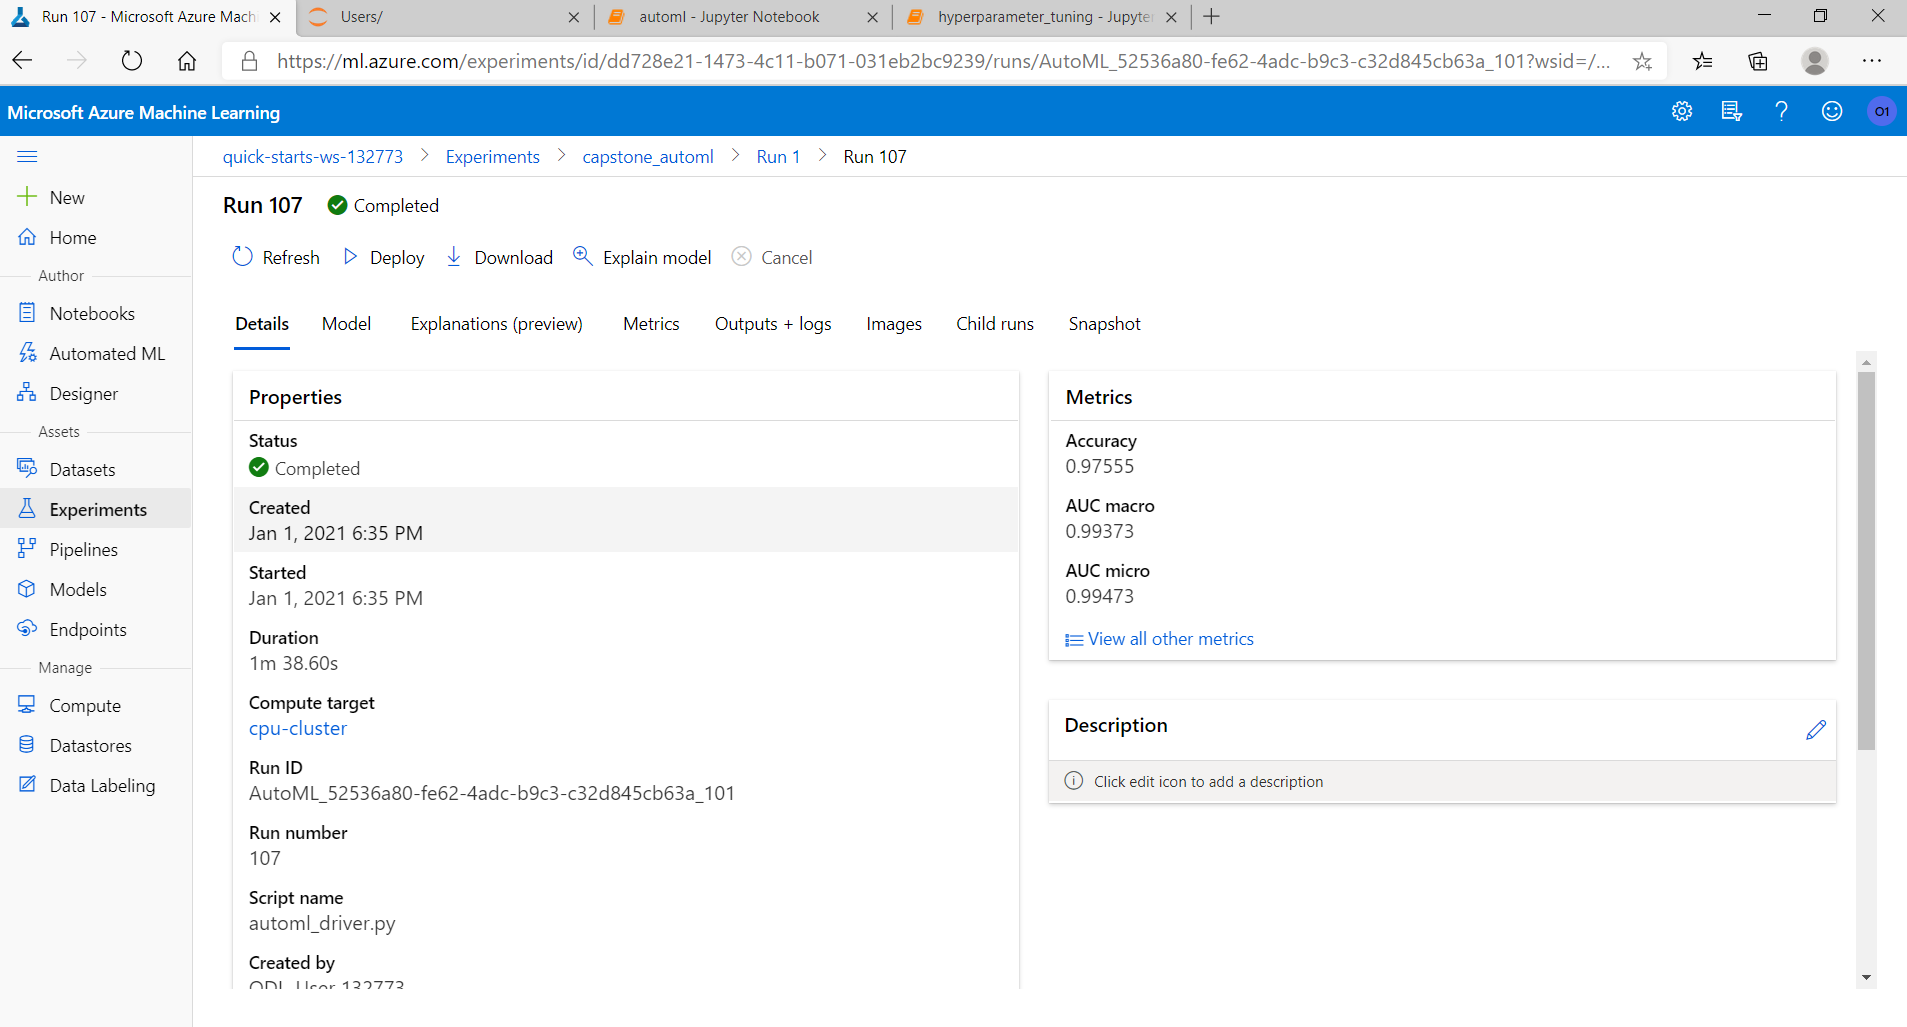 Run 107 - Microsoft Azure Machi
Users/
automl - Jupyter Notebook
hyperparameter_tuning - Jupyter
https://ml.azure.com/experiments/id/dd728e21-1473-4c11-b071-031eb2bc9239/runs/AutoML_52536a80-fe62-4adc-b9c3-c32d845cb63a_101?wsid=/...
Microsoft Azure Machine Learning
O1
quick-starts-ws-132773 > Experiments > capstone_automl > Run 1 > Run 107
New
Home
Author
Notebooks
Automated ML
Designer
Assets
Datasets
Experiments
Pipelines
Models
Endpoints
Manage
Compute
Datastores
Data Labeling
Run 107 Completed
Refresh Deploy Download Explain model Cancel
Details Model Explanations (preview) Metrics Outputs + logs Images Child runs Snapshot
Properties
Status
Completed
Created
Jan 1, 2021 6:35 PM
Started
Jan 1, 2021 6:35 PM
Duration
1m 38.60s
Compute target
cpu-cluster
Run ID
AutoML_52536a80-fe62-4adc-b9c3-c32d845cb63a_101
Run number
107
Script name
automl_driver.py
Created by
ODL_User 132773
Metrics
Accuracy
0.97555
AUC macro
0.99373
AUC micro
0.99473
View all other metrics
Description
Click edit icon to add a description